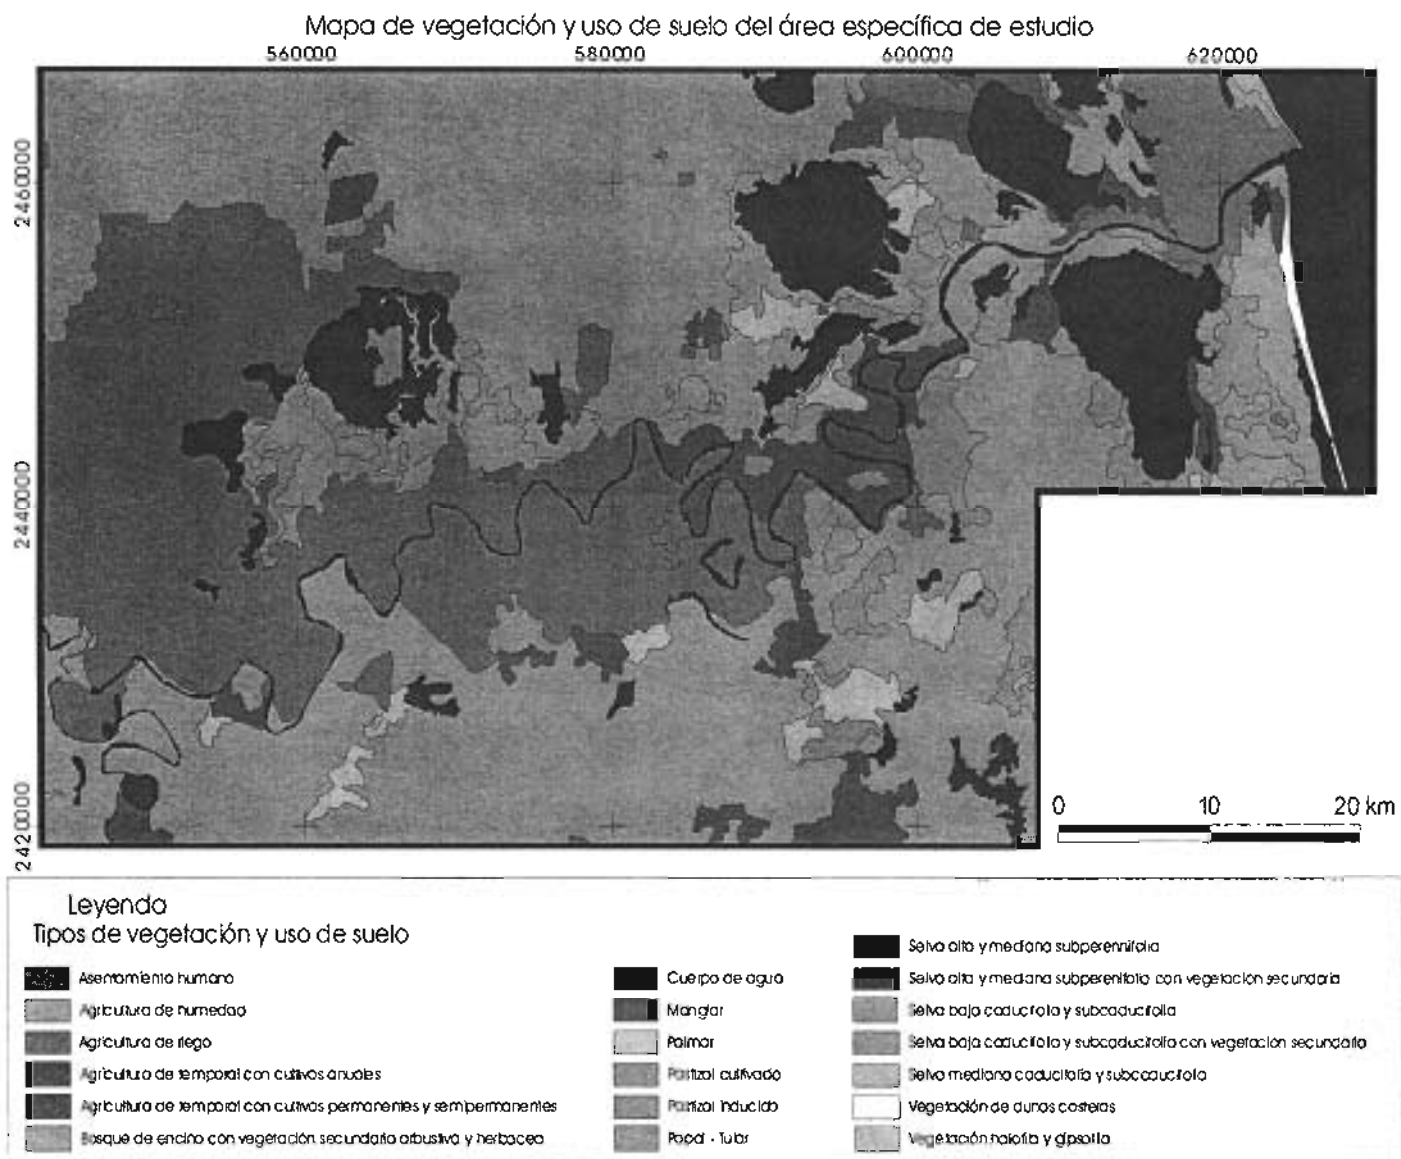 Mapa de vegetación y uso de suelo del área específica de estudio
560000 580000 600000 620000
2460000
2440000
2420000
0 10 20 km
Leyenda
Tipos de vegetación y uso de suelo
Asentamiento humano
Agricultura de humedad
Agricultura de riego
Agricultura de temporal con cultivos anuales
Agricultura de temporal con cultivos permanentes y semipermanentes
Bosque de encino con vegetación secundaria arbustiva y herbacea
Cuerpo de agua
Manglar
Palmar
Pastizal cultivado
Pastizal inducido
Popal - Tular
Selva alta y mediana subperennifolia
Selva alta y mediana subperenifolia con vegetación secundaria
Selva baja caducifolia y subcaducifolia
Selva baja caducifolia y subcaducifolia con vegetación secundaria
Selva mediana caducifolia y subcaducifolia
Vegetación de dunas costeras
Vegetación halofila y gipsofila